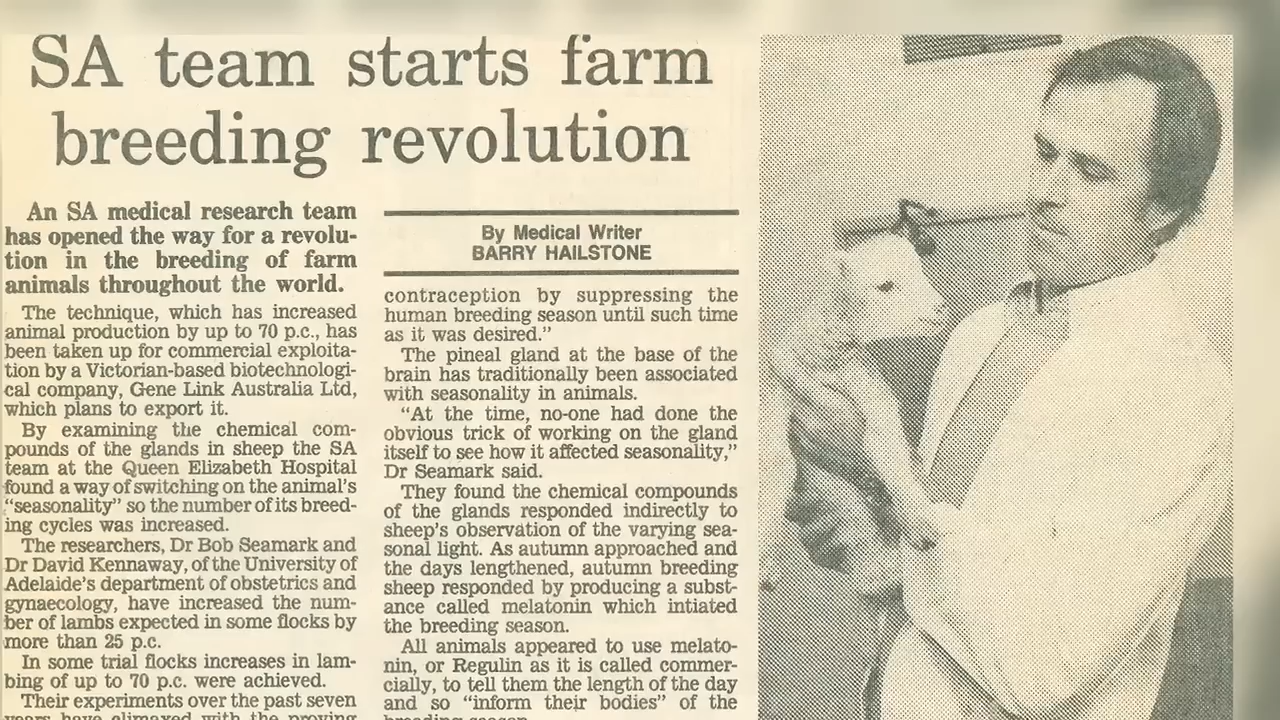 SA team starts farm
breeding revolution
An SA medical research team
has opened the way for a revolu-
tion in the breeding of farm
animals throughout the world.
The technique, which has increased
animal production by up to 70 p.c., has
been taken up for commercial exploita-
tion by a Victorian-based biotechnologi-
cal company, Gene Link Australia Ltd,
which plans to export it.
By examining the chemical com-
pounds of the glands in sheep the SA
team at the Queen Elizabeth Hospital
found a way of switching on the animal's
"seasonality" so the number of its breed-
ing cycles was increased.
The researchers, Dr Bob Seamark and
Dr David Kennaway, of the University of
Adelaide's department of obstetrics and
gynaecology, have increased the num-
ber of lambs expected in some flocks by
more than 25 p.c.
In some trial flocks increases in lam-
bing of up to 70 p.c. were achieved.
Their experiments over the past seven
years have climaxed with the proving
By Medical Writer
BARRY HAILSTONE
contraception by suppressing the
human breeding season until such time
as it was desired."
The pineal gland at the base of the
brain has traditionally been associated
with seasonality in animals.
"At the time, no-one had done the
obvious trick of working on the gland
itself to see how it affected seasonality,"
Dr Seamark said.
They found the chemical compounds
of the glands responded indirectly to
sheep's observation of the varying sea-
sonal light. As autumn approached and
the days lengthened, autumn breeding
sheep responded by producing a subst-
ance called melatonin which intiated
the breeding season.
All animals appeared to use melato-
nin, or Regulin as it is called commer-
cially, to tell them the length of the day
and so "inform their bodies" of the
breeding season